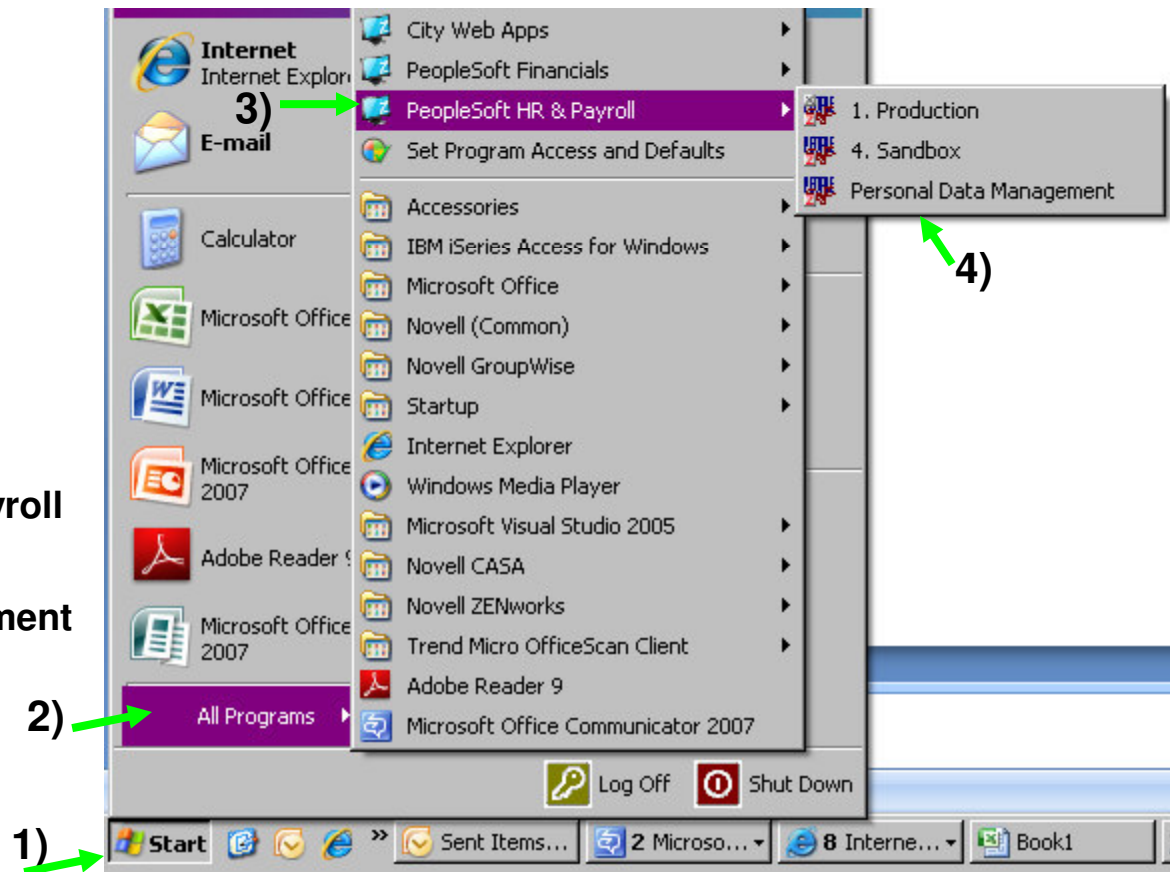 Internet
Internet Explor
E-mail
Calculator
Microsoft Office
Microsoft Office
Microsoft Office
2007
Adobe Reader 9
Microsoft Office
2007
All Programs
City Web Apps
PeopleSoft Financials
PeopleSoft HR & Payroll
Set Program Access and Defaults
Accessories
IBM iSeries Access for Windows
Microsoft Office
Novell (Common)
Novell GroupWise
Startup
Internet Explorer
Windows Media Player
Microsoft Visual Studio 2005
Novell CASA
Novell ZENworks
Trend Micro OfficeScan Client
Adobe Reader 9
Microsoft Office Communicator 2007
1. Production
4. Sandbox
Personal Data Management
3)
4)
yroll
ment
2)
1)
Log Off Shut Down
Start » Sent Items... 2 Microso... 8 Interne... Book1